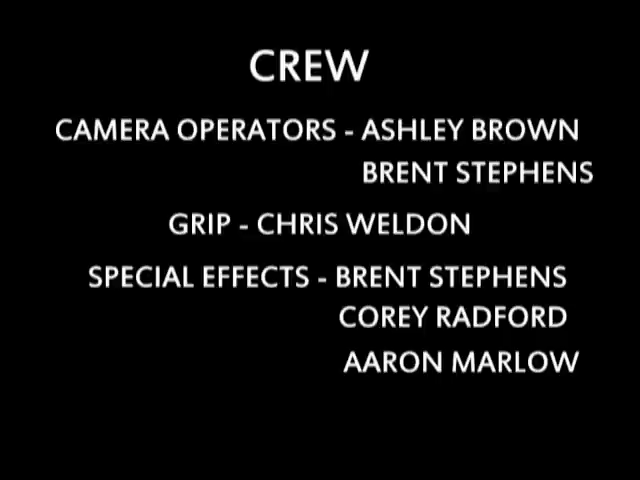 CREW
CAMERA OPERATORS - ASHLEY BROWN
BRENT STEPHENS
GRIP - CHRIS WELDON
SPECIAL EFFECTS - BRENT STEPHENS
COREY RADFORD
AARON MARLOW